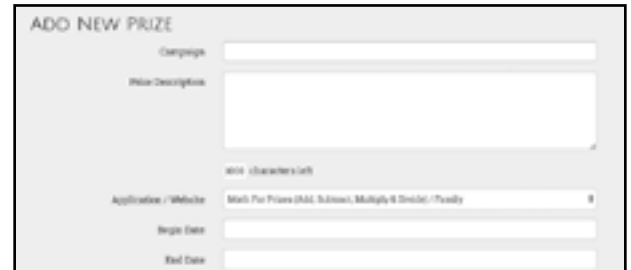 ADD NEW PRIZE
Campaign
Prize Description
characters left
Application / Website
Math For Prizes (Add, Subtract, Multiply & Divide) / Family
Begin Date
End Date